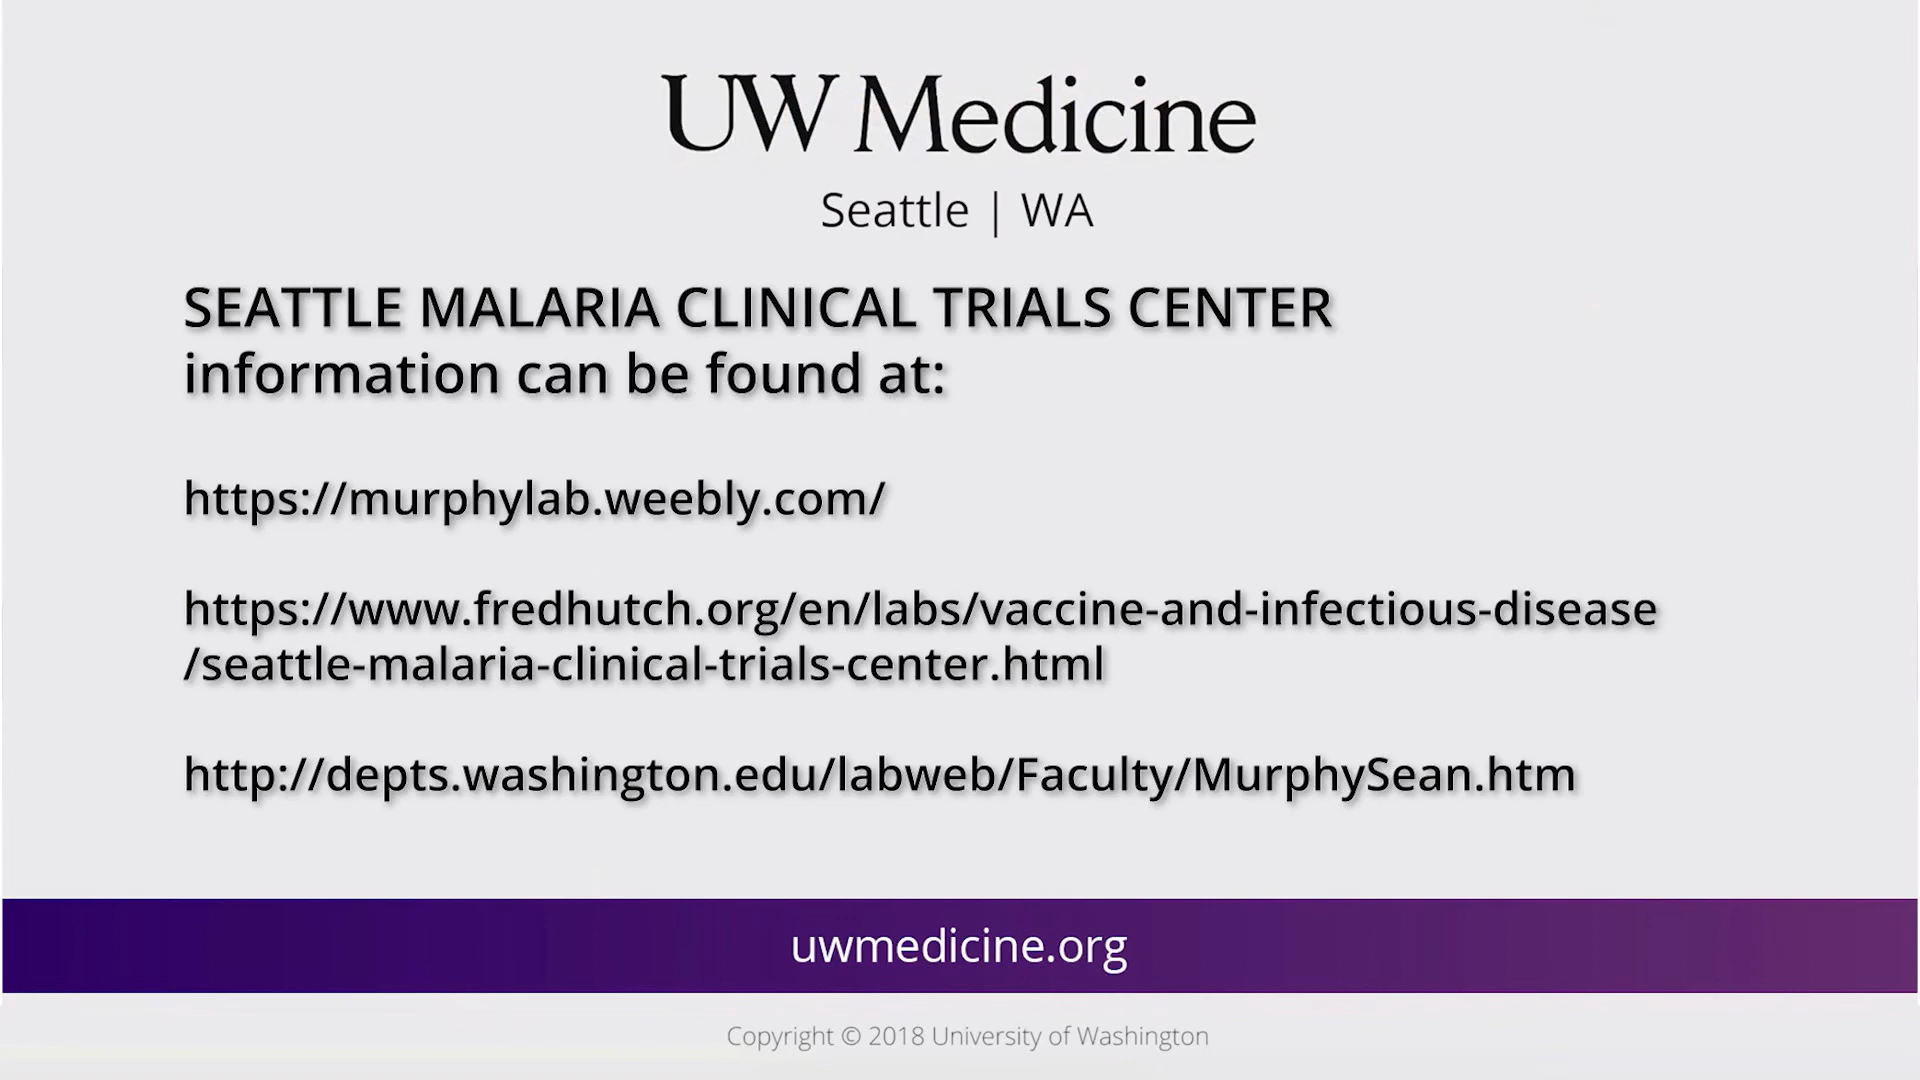 UW Medicine
Seattle | WA
SEATTLE MALARIA CLINICAL TRIALS CENTER
information can be found at:
https://murphylab.weebly.com/
https://www.fredhutch.org/en/labs/vaccine-and-infectious-disease
/seattle-malaria-clinical-trials-center.html
http://depts.washington.edu/labweb/Faculty/MurphySean.htm
uwmedicine.org
Copyright © 2018 University of Washington